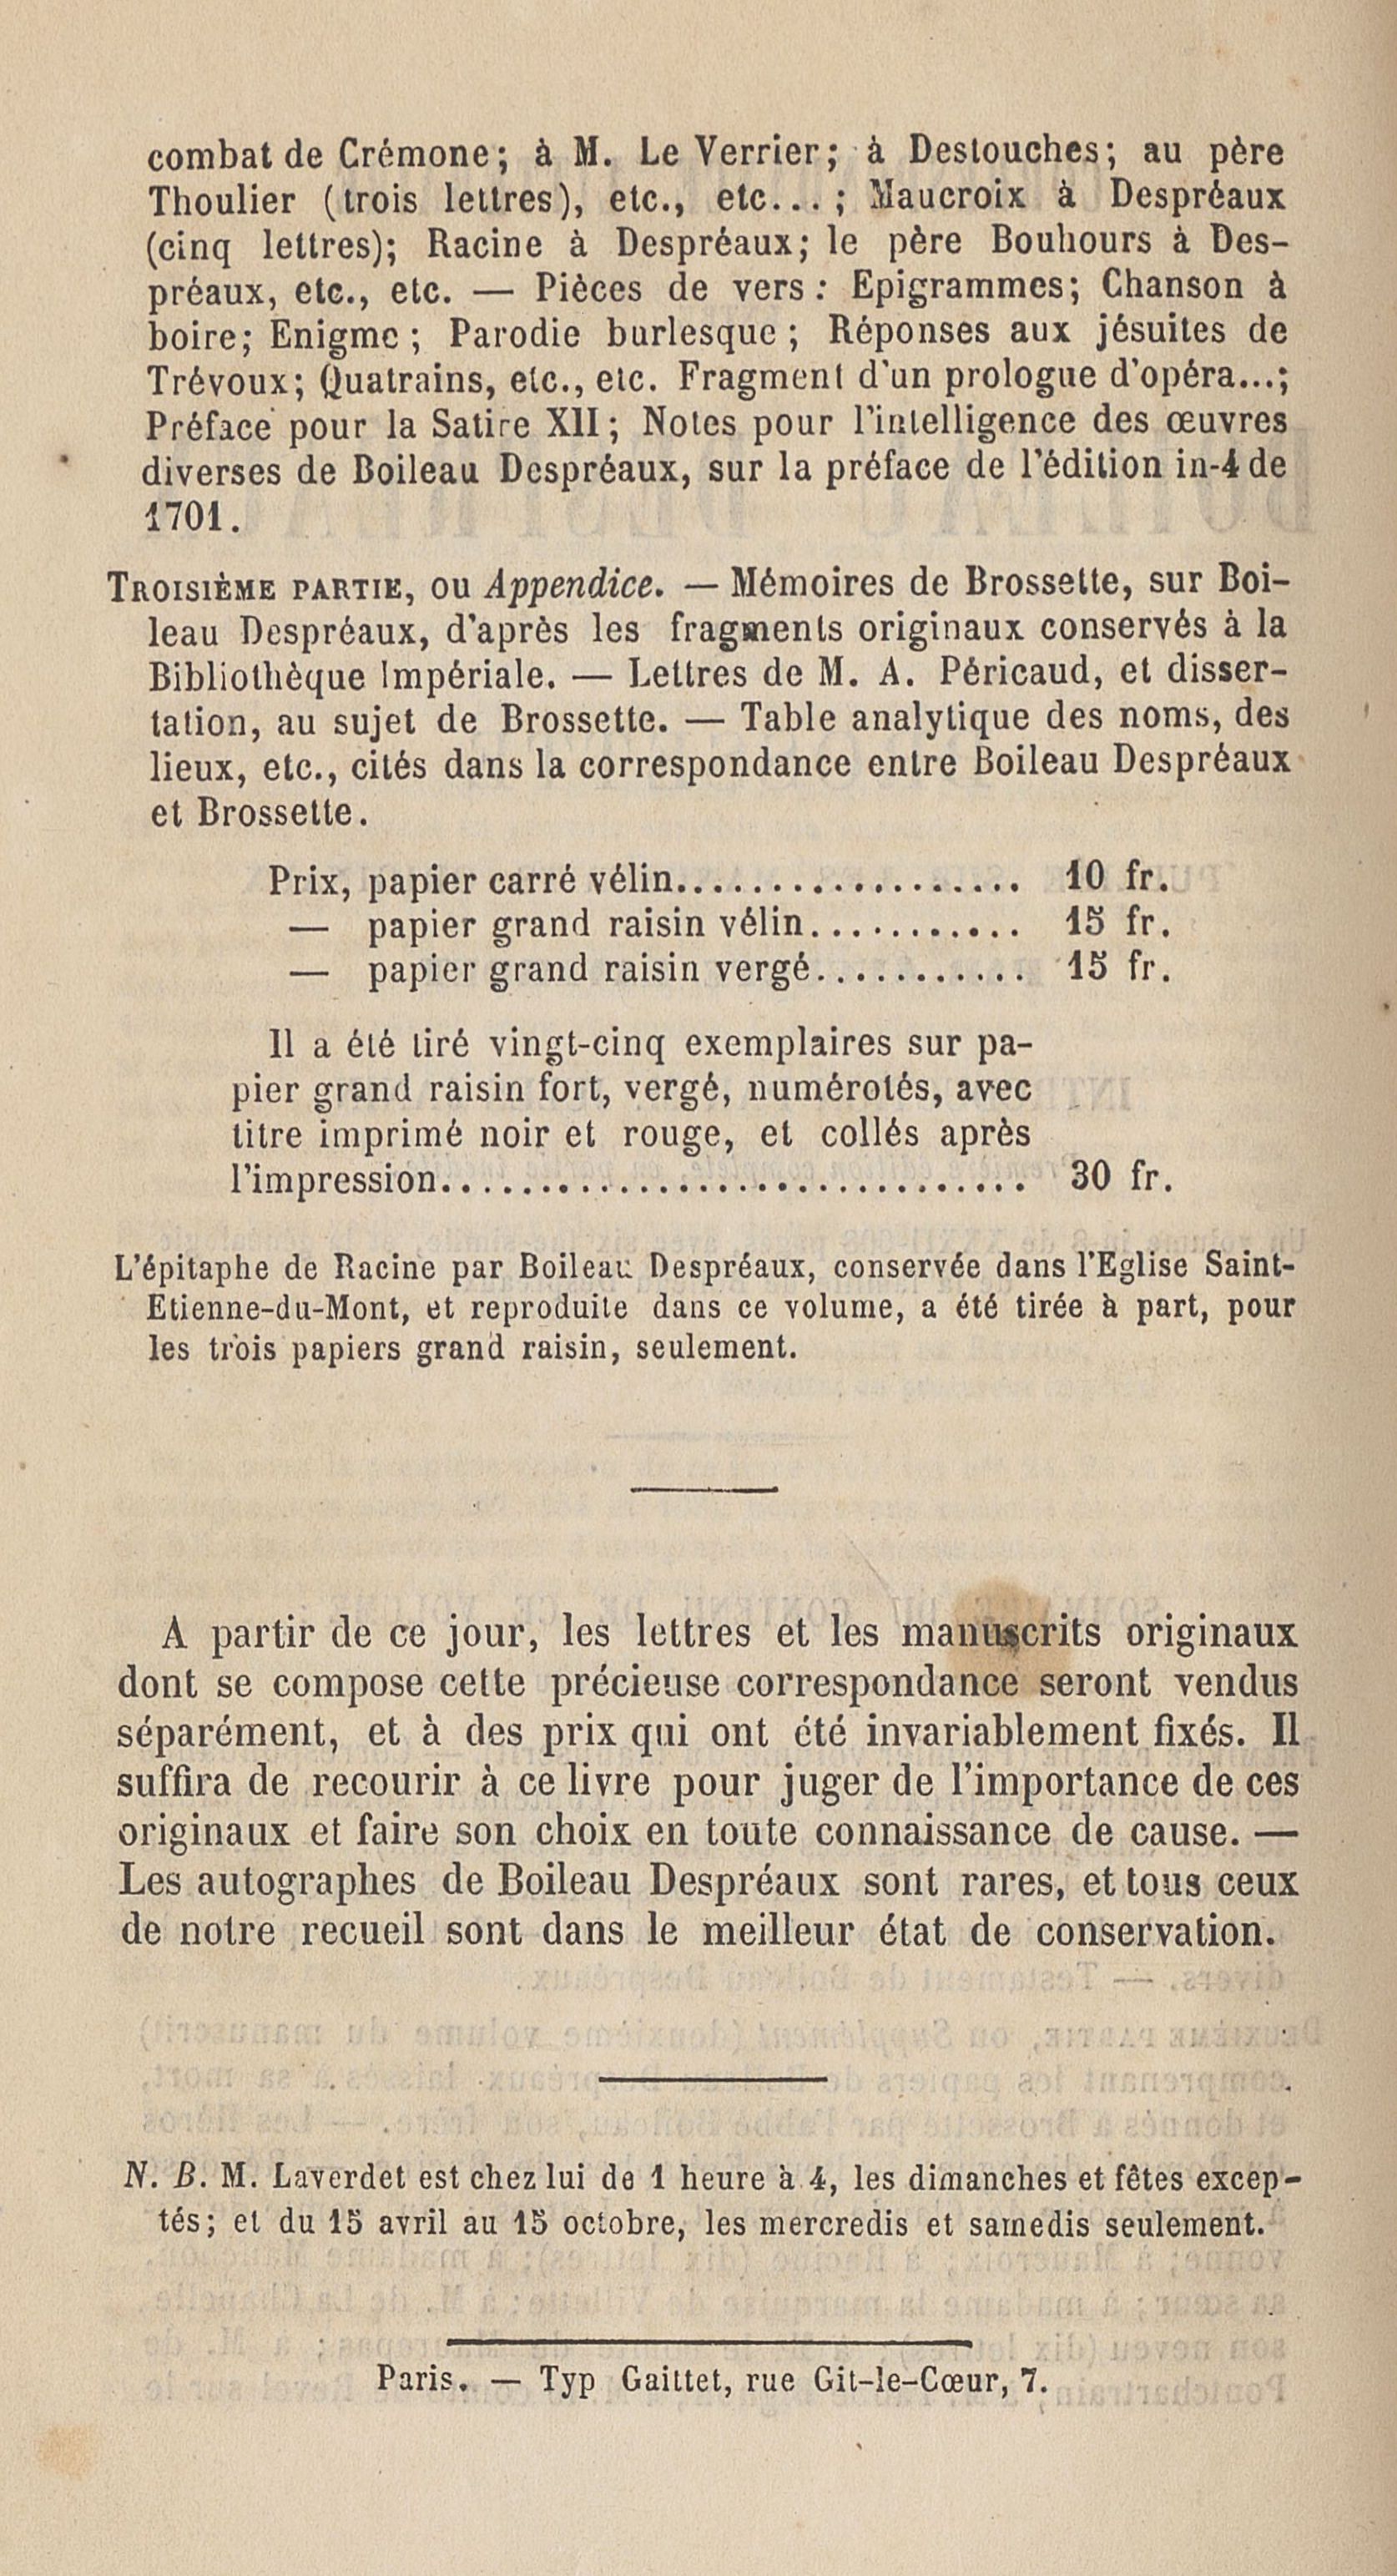 combat de Crémone; à M. Le Verrier; à Destouches; au père
Thoulier (trois lettres), etc., etc...; Maucroix à Despréaux
(cinq lettres); Racine à Despréaux; le père Bouhours à Des-
préaux, etc., etc. — Pièces de vers : Epigrammes; Chanson à
boire; Enigme; Parodie burlesque; Réponses aux jésuites de
Trévoux; Quatrains, etc., etc. Fragment d'un prologue d'opéra...;
Préface pour la Satire XII; Notes pour l'intelligence des œuvres
diverses de Boileau Despréaux, sur la préface de l'édition in-4 de
1701.
TROISIÈME PARTIE, ou Appendice. — Mémoires de Brossette, sur Boi-
leau Despréaux, d'après les fragments originaux conservés à la
Bibliothèque Impériale. — Lettres de M. A. Péricaud, et disser-
tation, au sujet de Brossette. — Table analytique des noms, des
lieux, etc., cités dans la correspondance entre Boileau Despréaux
et Brossette.
Prix, papier carré vélin................... 10 fr.
— papier grand raisin vélin............ 15 fr.
— papier grand raisin vergé............ 15 fr.
Il a été tiré vingt-cinq exemplaires sur pa-
pier grand raisin fort, vergé, numérotés, avec
titre imprimé noir et rouge, et collés après
l'impression.............................. 30 fr.
L'épitaphe de Racine par Boileau Despréaux, conservée dans l'Eglise Saint-
Etienne-du-Mont, et reproduite dans ce volume, a été tirée à part, pour
les trois papiers grand raisin, seulement.
A partir de ce jour, les lettres et les manuscrits originaux
dont se compose cette précieuse correspondance seront vendus
séparément, et à des prix qui ont été invariablement fixés. Il
suffira de recourir à ce livre pour juger de l'importance de ces
originaux et faire son choix en toute connaissance de cause. —
Les autographes de Boileau Despréaux sont rares, et tous ceux
de notre recueil sont dans le meilleur état de conservation.
N. B. M. Laverdet est chez lui de 1 heure à 4, les dimanches et fêtes excep-
tés; et du 15 avril au 15 octobre, les mercredis et samedis seulement.
Paris. — Typ Gaittet, rue Git-le-Cœur, 7.